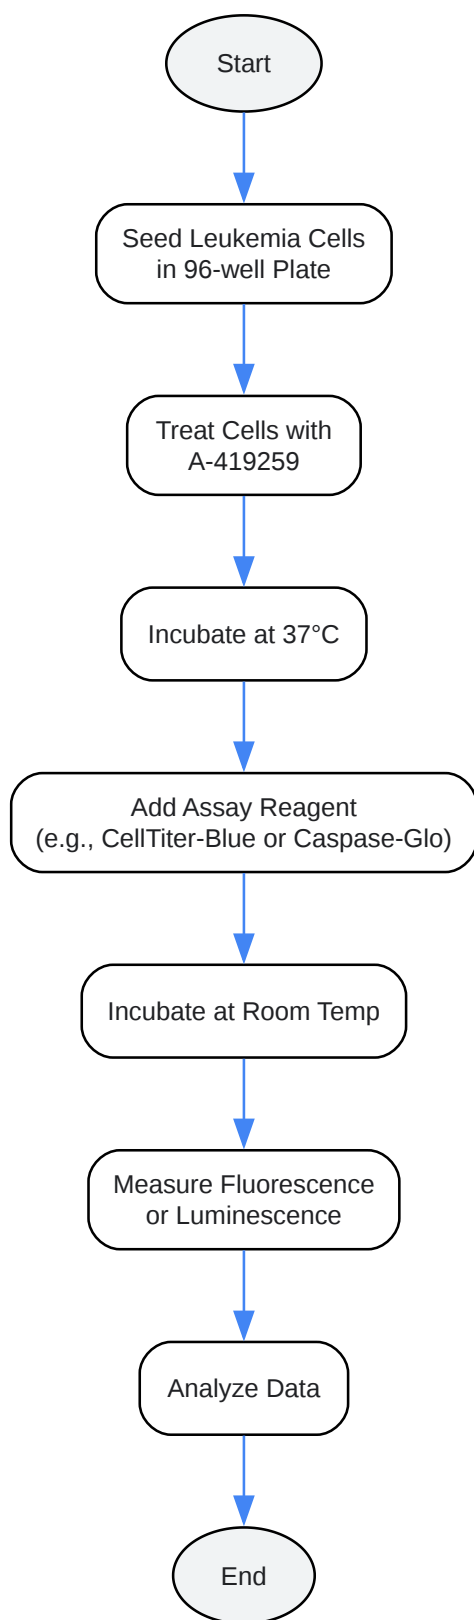 Start
Seed Leukemia Cells
in 96-well Plate
Treat Cells with
A-419259
Incubate at 37°C
Add Assay Reagent
(e.g., CellTiter-Blue or Caspase-Glo)
Incubate at Room Temp
Measure Fluorescence
or Luminescence
Analyze Data
End